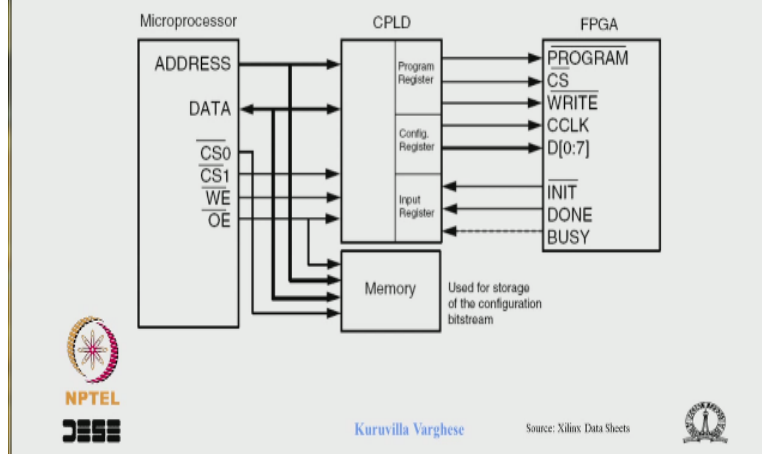 Microprocessor
CPLD
FPGA
ADDRESS
DATA
CS0
CS1
WE
OE
Program
Register
Config.
Register
Input
Register
PROGRAM
CS
WRITE
CCLK
D[0:7]
INIT
DONE
BUSY
Memory
Used for storage
of the configuration
bitstream
NPTEL
DESE
Kuruvilla Varghese
Source: Xilinx Data Sheets